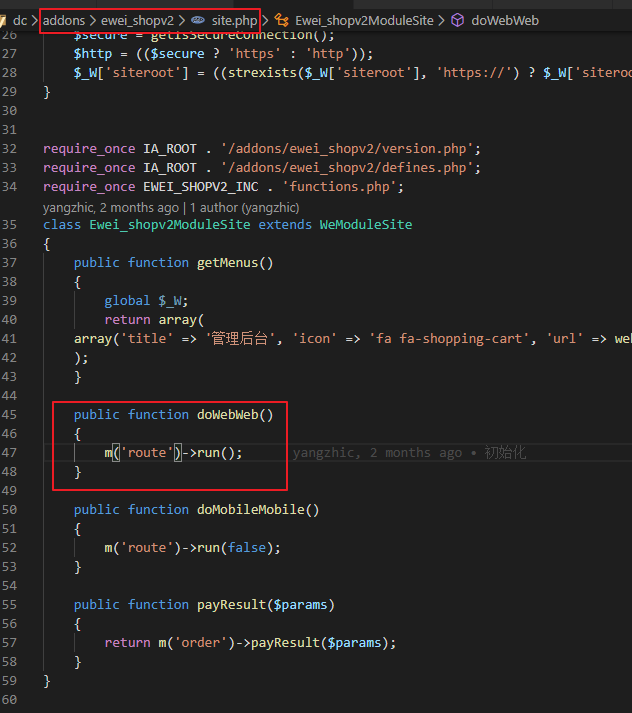 dc > addons > ewei_shopv2 > site.php > Ewei_shopv2ModuleSite > doWebWeb
26 $secure = getIsSecureConnection();
27 $http = (($secure ? 'https' : 'http'));
28 $_W['siteroot'] = ((strexists($_W['siteroot'], 'https://') ? $_W['siteroo
29 }
30
31
32 require_once IA_ROOT . '/addons/ewei_shopv2/version.php';
33 require_once IA_ROOT . '/addons/ewei_shopv2/defines.php';
34 require_once EWEI_SHOPV2_INC . 'functions.php';
yangzhic, 2 months ago | 1 author (yangzhic)
35 class Ewei_shopv2ModuleSite extends WeModuleSite
36 {
37 public function getMenus()
38 {
39 global $_W;
40 return array(
41 array('title' => '管理后台', 'icon' => 'fa fa-shopping-cart', 'url' => web
42 );
43 }
44
45 public function doWebWeb()
46 {
47 m('route')->run(); yangzhic, 2 months ago • 初始化
48 }
49
50 public function doMobileMobile()
51 {
52 m('route')->run(false);
53 }
54
55 public function payResult($params)
56 {
57 return m('order')->payResult($params);
58 }
59 }
60